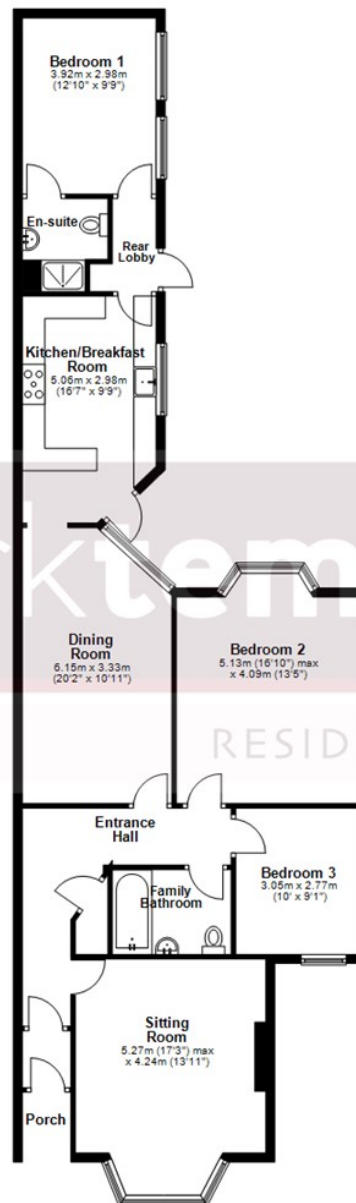 Bedroom 1
3.92m x 2.98m
(12'10" x 9'9")
En-suite
Rear
Lobby
Kitchen/Breakfast
Room
5.06m x 2.98m
(16'7" x 9'9")
rktem
Dining
Room
6.15m x 3.33m
(20'2" x 10'11")
Bedroom 2
5.13m (16'10") max
x 4.09m (13'5")
RESID
Entrance
Hall
Family
Bathroom
Bedroom 3
3.05m x 2.77m
(10' x 9'1")
Sitting
Room
5.27m (17'3") max
x 4.24m (13'11")
Porch